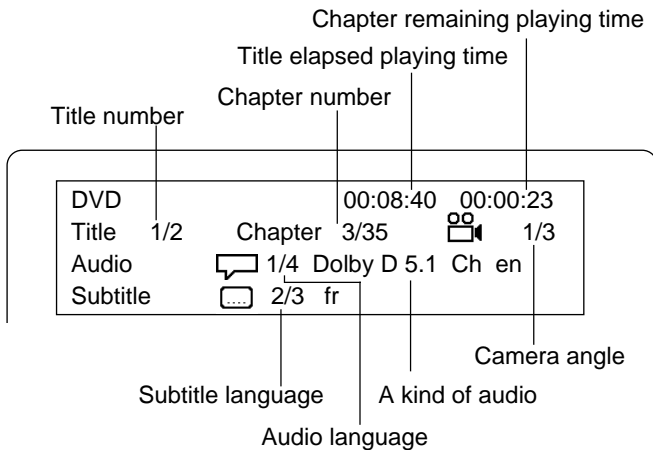 Chapter remaining playing time
Title elapsed playing time
Chapter number
Title number
DVD 00:08:40 00:00:23
Title 1/2 Chapter 3/35 1/3
Audio 1/4 Dolby D 5.1 Ch en
Subtitle .... 2/3 fr
Camera angle
Subtitle language A kind of audio
Audio language